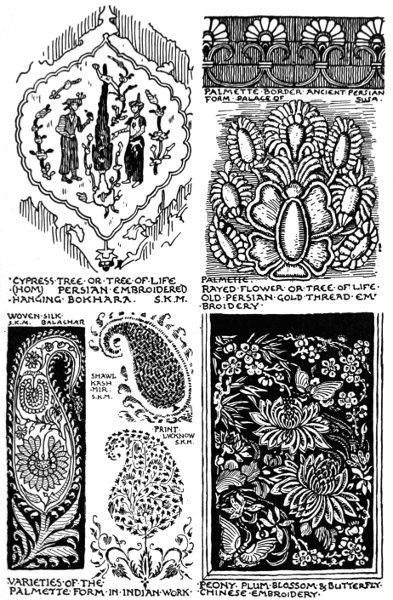 PALMETTE·BORDER·ANCIENT·PERSIAN
FORM·PALACE OF SUSA.
·CYPRESS·TREE·OR·TREE·OF·LIFE
·(HOM) PERSIAN·EMBROIDERED
·HANGING·BOKHARA. S.K.M.
PALMETTE.
RAYED·FLOWER·OR·TREE·OF·LIFE·
OLD·PERSIAN·GOLD·THREAD·EM-
BROIDERY·
WOVEN·SILK·
S.K.M. BALAGHAR
SHAWL
KASH
MIR.
S.K.M.
PRINT
LUCKNOW
S.K.M.
VARIETIES·OF·THE
PALMETTE·FORM·IN·INDIAN·WORK·
PEONY·PLUM·BLOSSOM·&·BUTTERFLY·
CHINESE·EMBROIDERY·